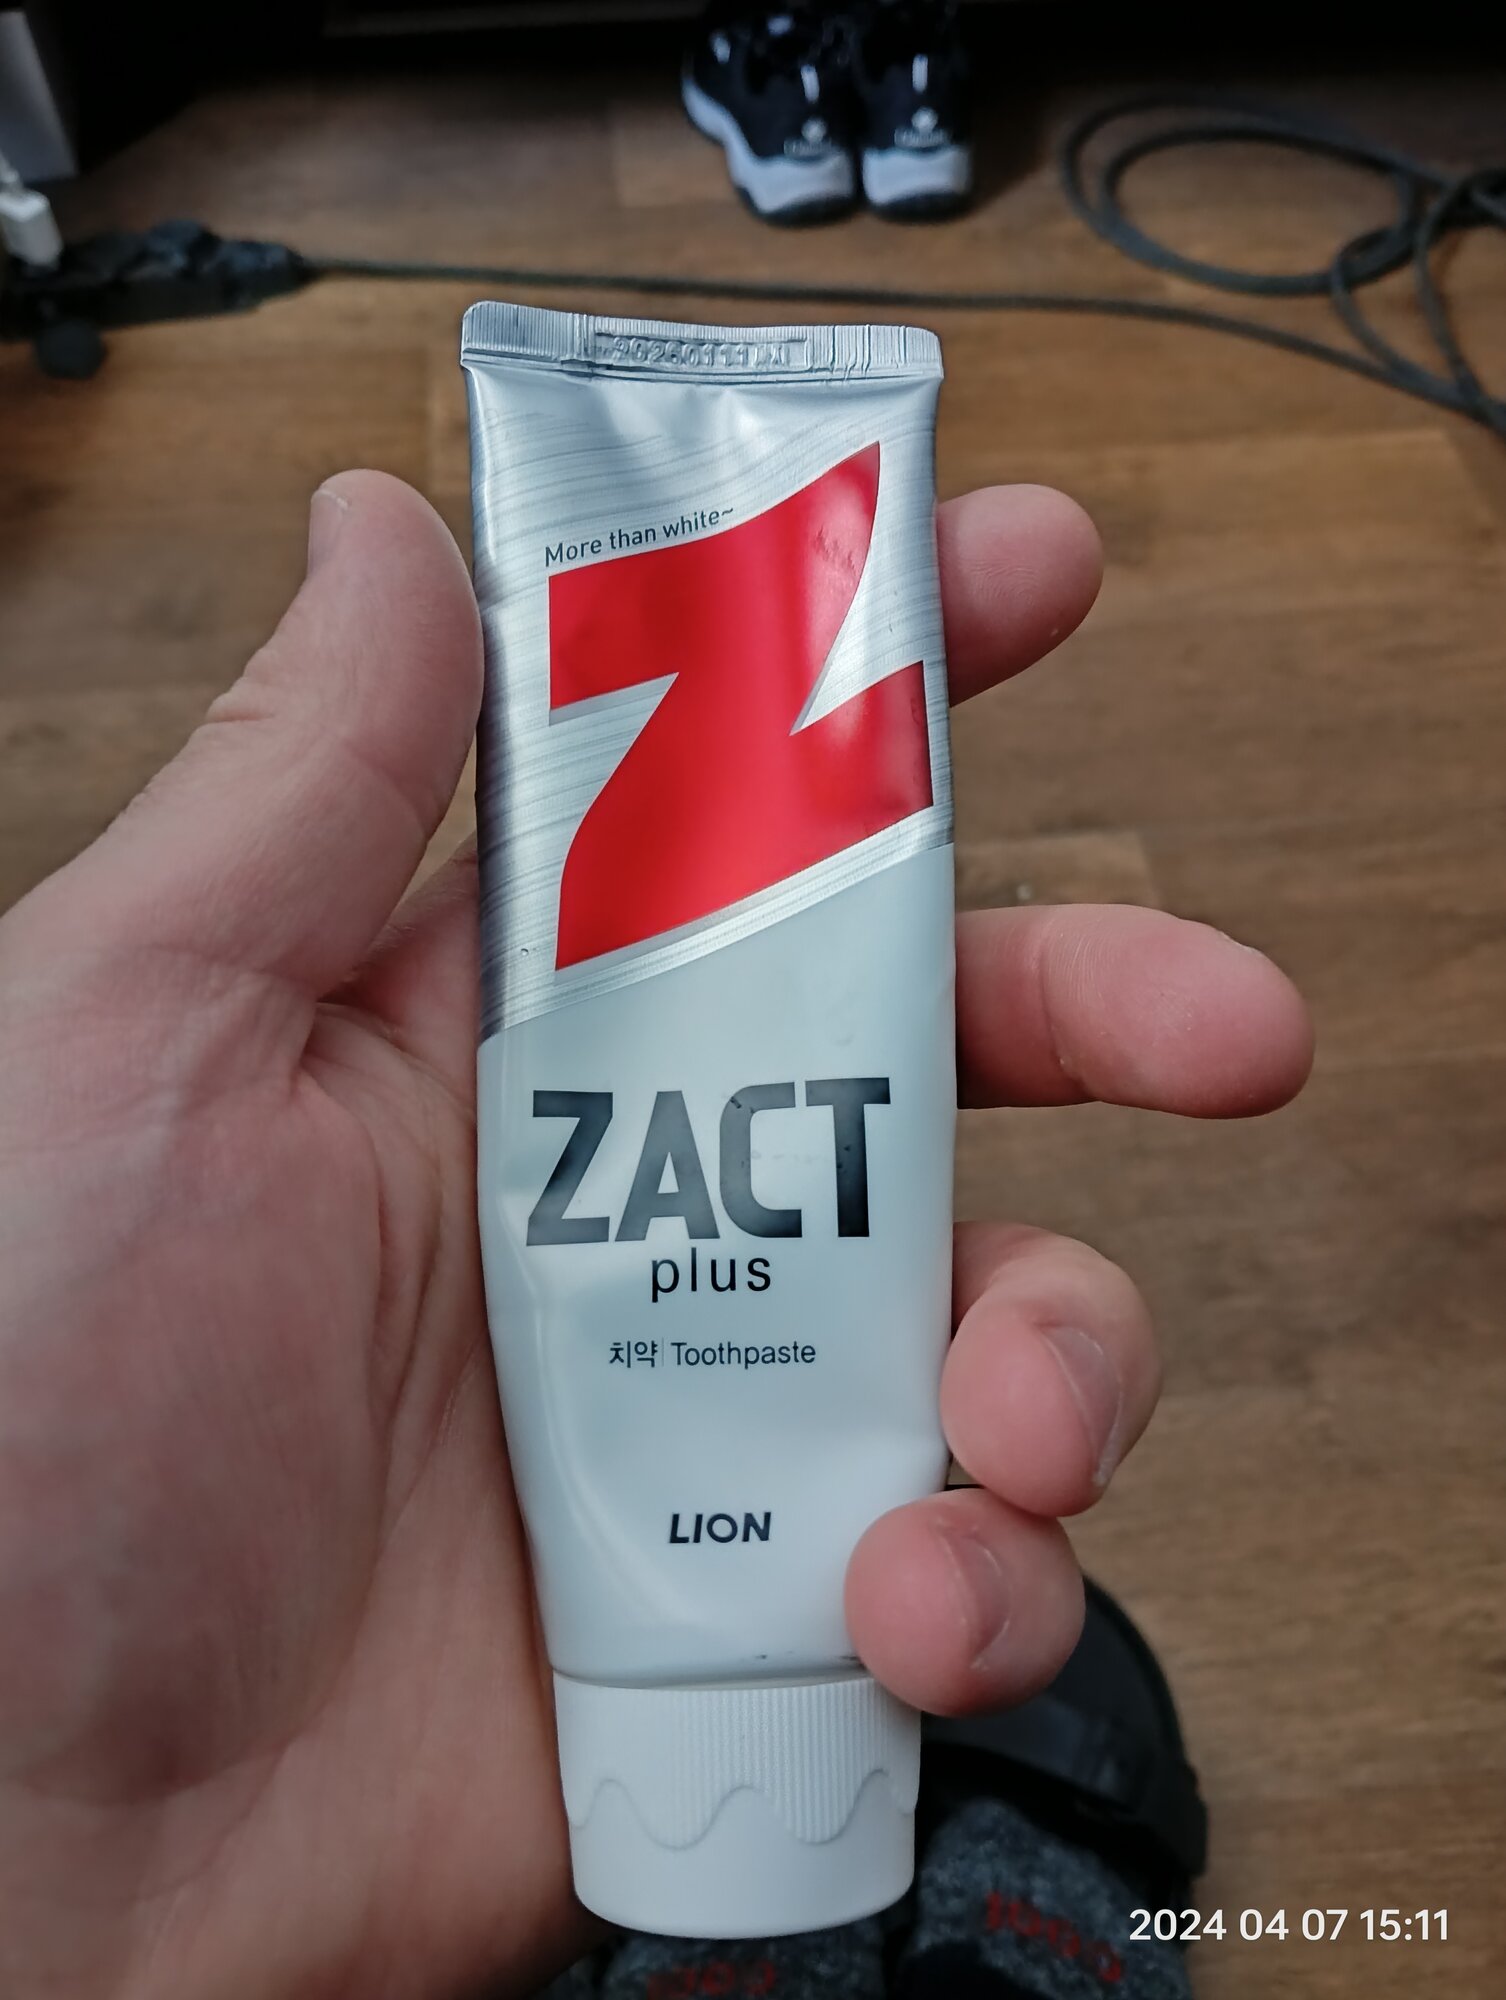 More than white~
Z
ZACT
plus
치약 Toothpaste
LION
2024 04 07 15:11